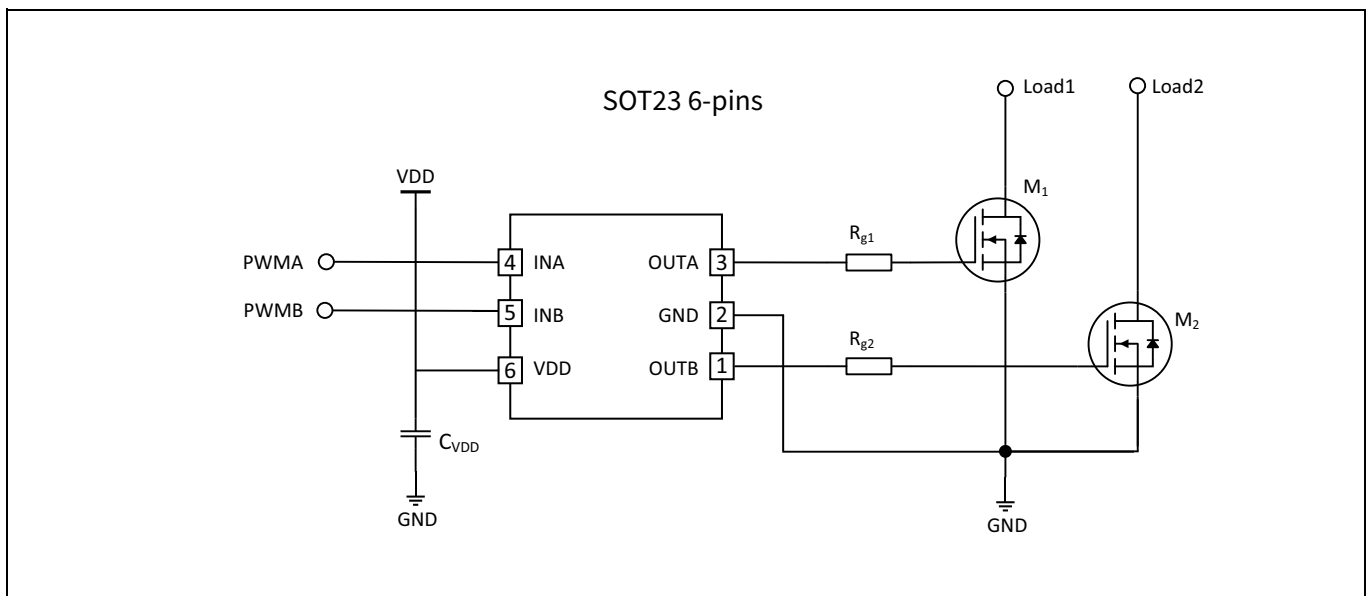 SOT23 6-pins
Load1
Load2
VDD
M1
PWMA
4
INA
OUTA
3
Rg1
PWMB
5
INB
GND
2
M2
6
VDD
OUTB
1
Rg2
CVDD
GND
GND